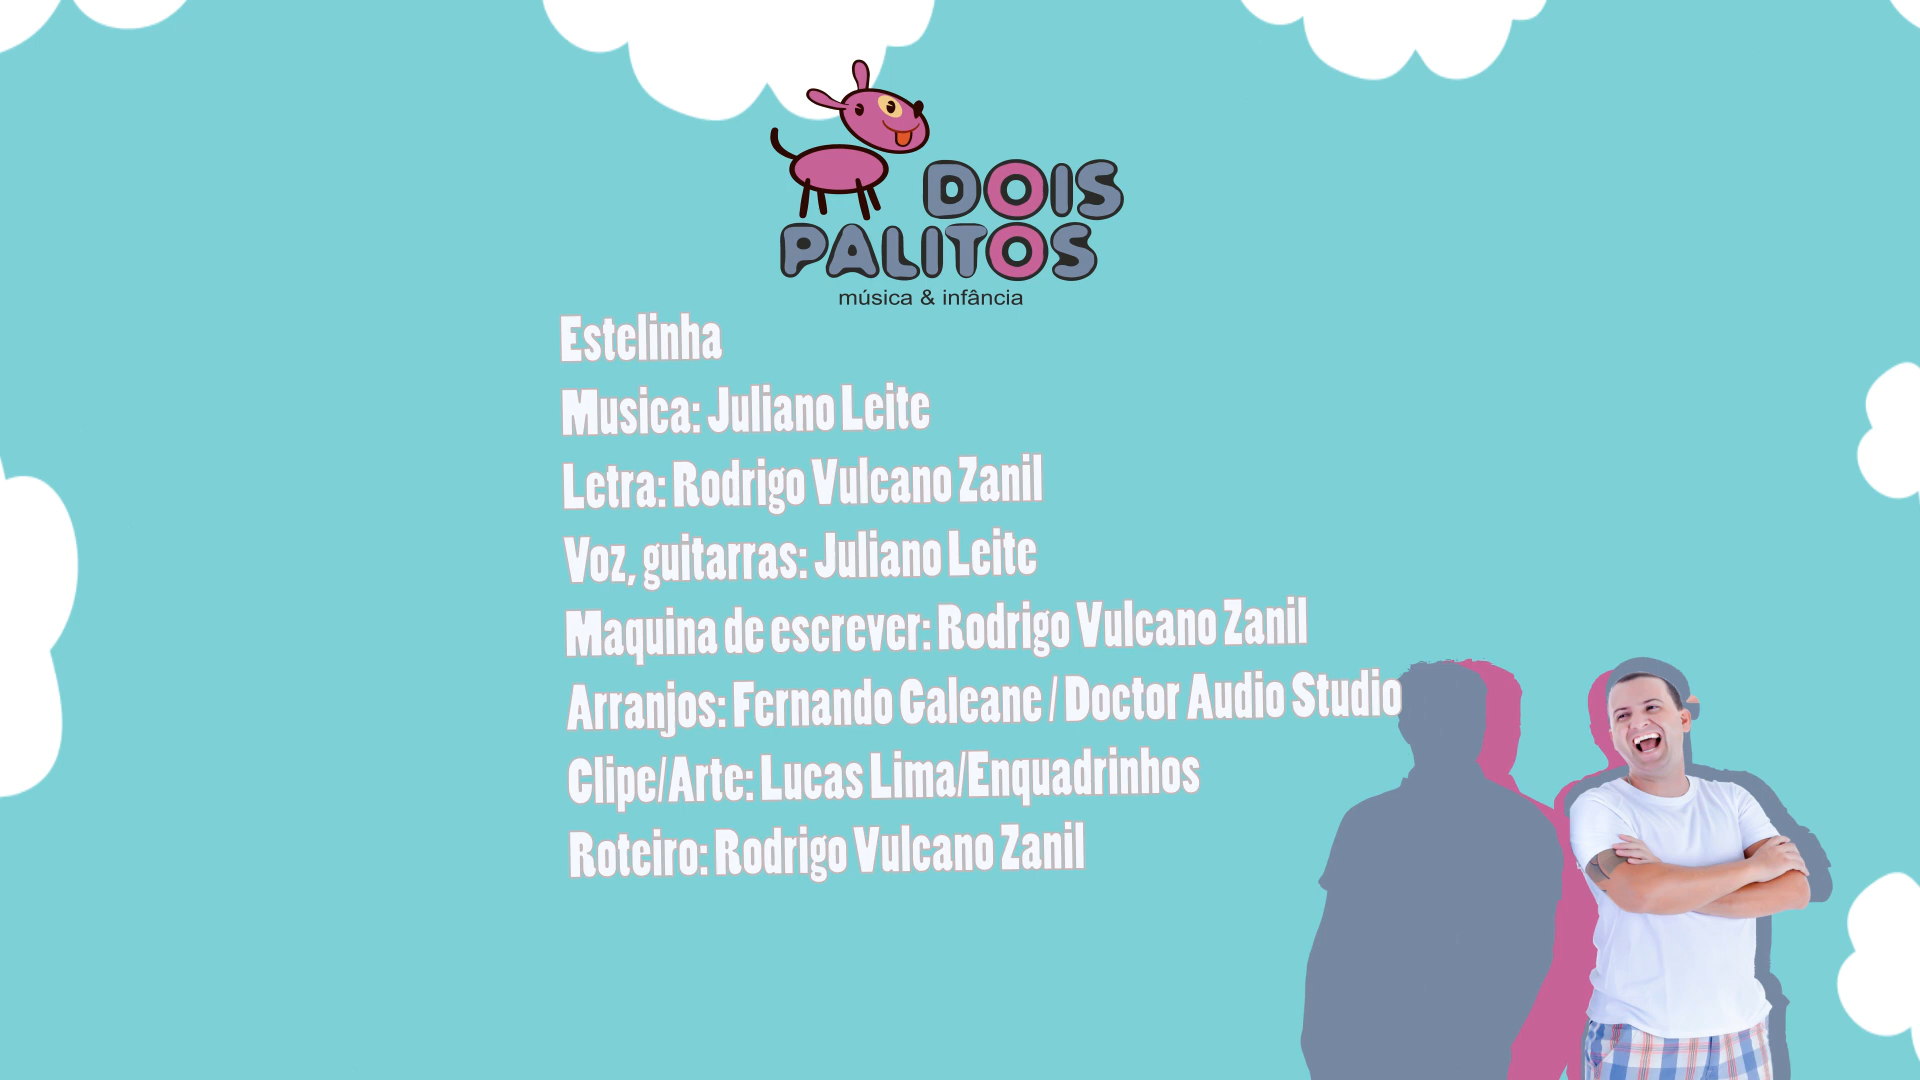 DOIS
PALITOS
música & infância
Estelinha
Musica: Juliano Leite
Letra: Rodrigo Vulcano Zanil
Voz, guitarras: Juliano Leite
Maquina de escrever: Rodrigo Vulcano Zanil
Arranjos: Fernando Galeane / Doctor Audio Studio
Clipe/Arte: Lucas Lima/Enquadrinhos
Roteiro: Rodrigo Vulcano Zanil